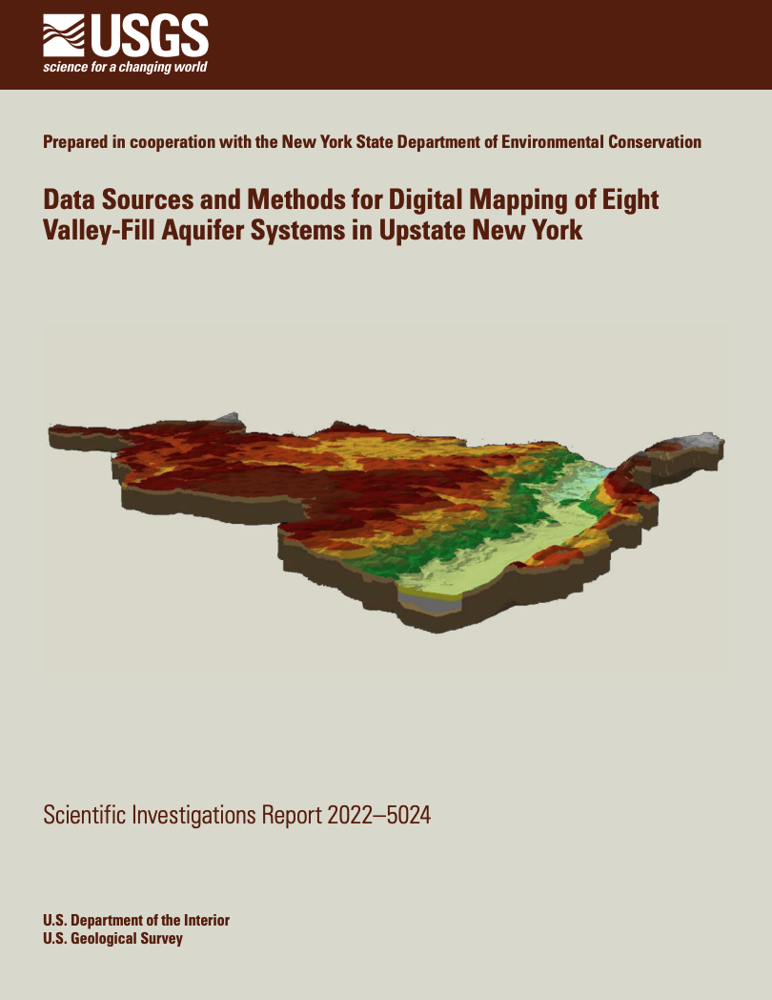 USGS
science for a changing world
Prepared in cooperation with the New York State Department of Environmental Conservation
Data Sources and Methods for Digital Mapping of Eight
Valley-Fill Aquifer Systems in Upstate New York
Scientific Investigations Report 2022–5024
U.S. Department of the Interior
U.S. Geological Survey